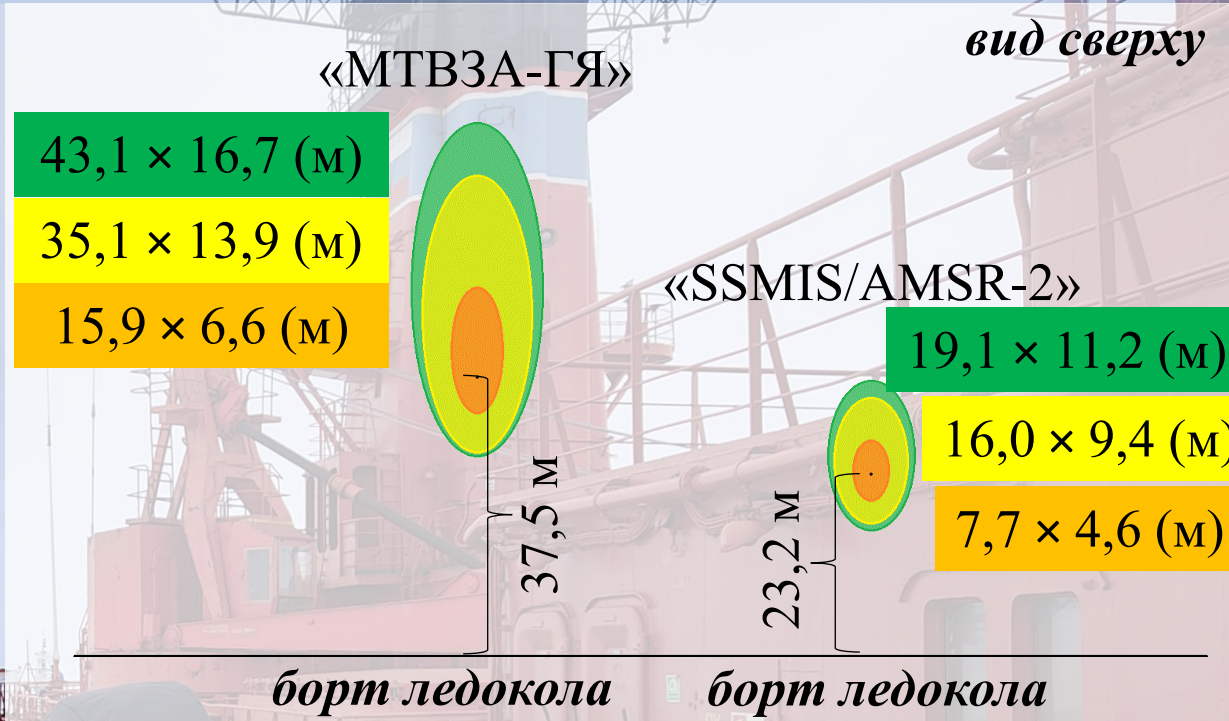 вид сверху
«МТВЗА-ГЯ»
43,1 × 16,7 (м)
35,1 × 13,9 (м)
15,9 × 6,6 (м)
«SSMIS/AMSR-2»
19,1 × 11,2 (м)
16,0 × 9,4 (м)
7,7 × 4,6 (м)
37,5 м
23,2 м
борт ледокола
борт ледокола